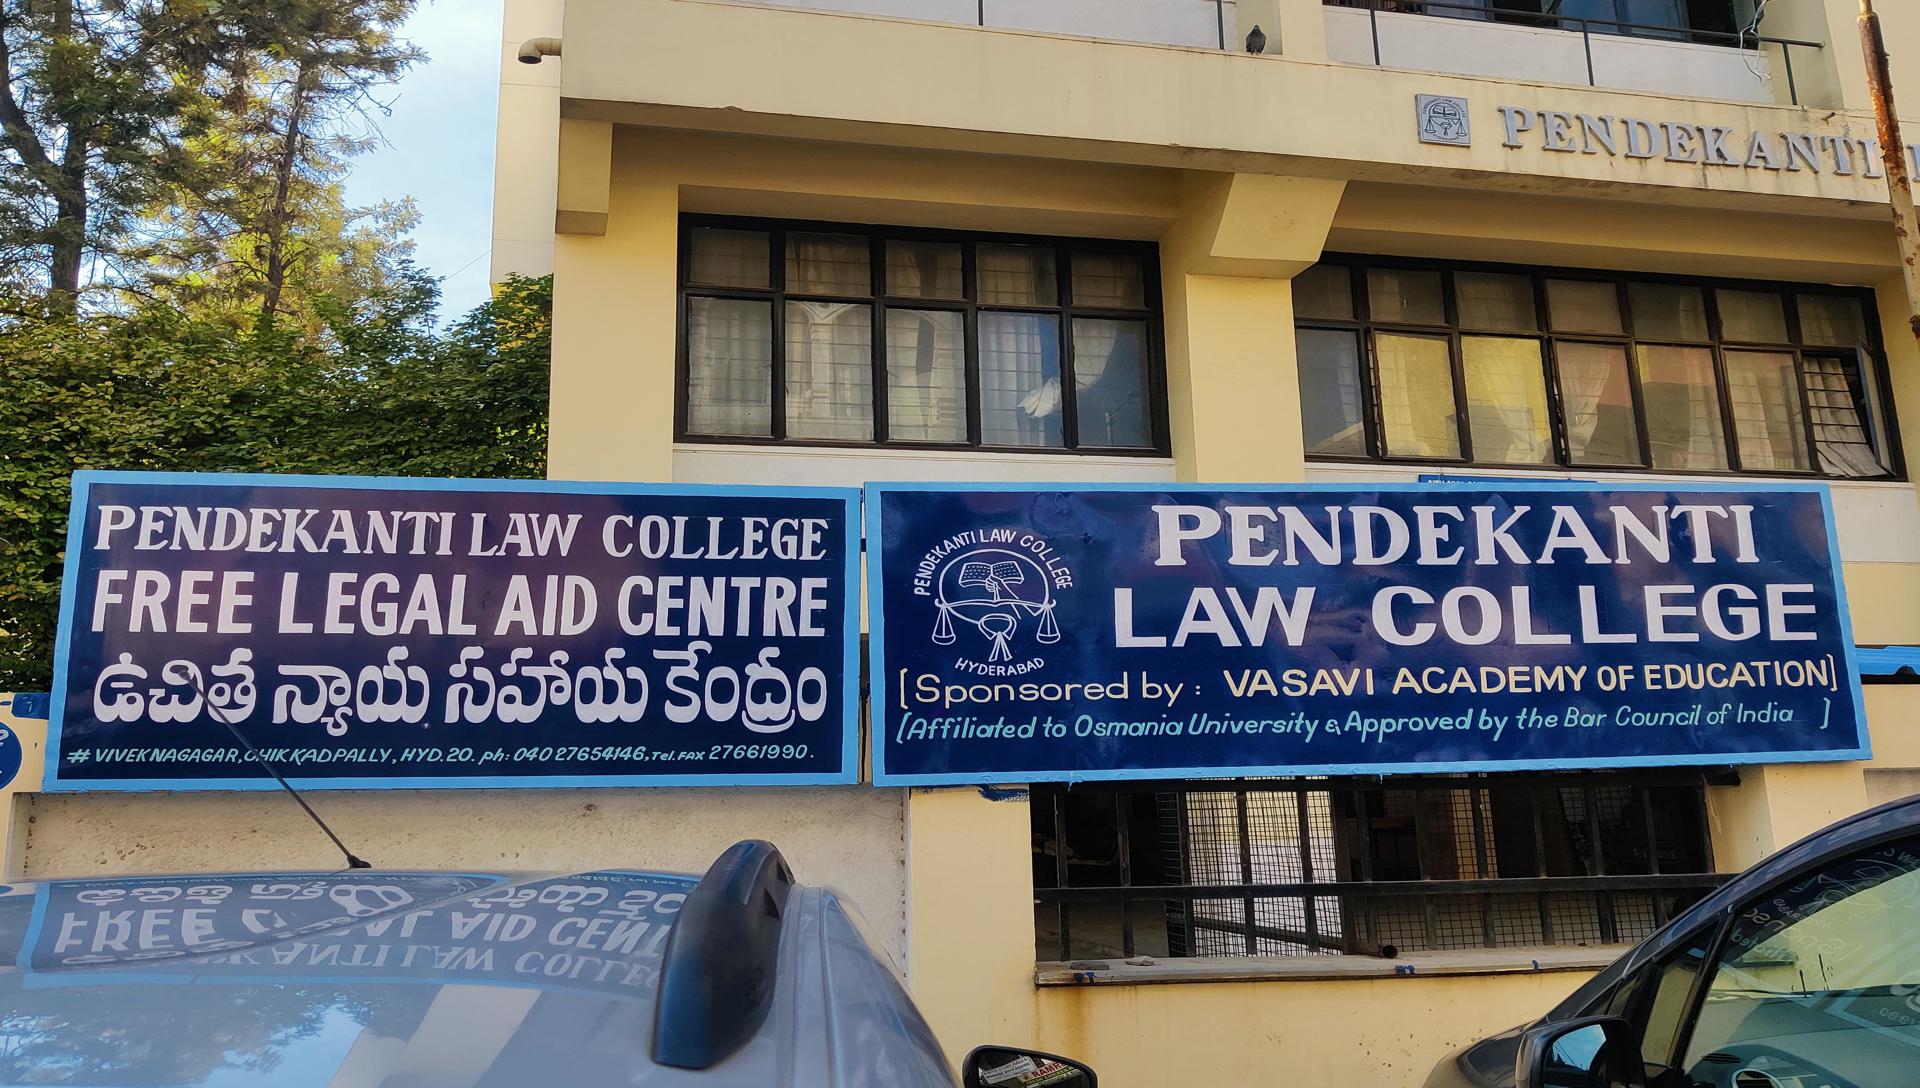 PENDEKANTI
PENDEKANTI LAW COLLEGE
FREE LEGAL AID CENTRE
ఉచిత న్యాయ సహాయ కేంద్రం
# VIVEKNAGAGAR, CHIKKADPALLY, HYD.20. ph: 040 27654146, Tel. FAX 27661990.
PENDEKANTI LAW COLLEGE
HYDERABAD
PENDEKANTI
LAW COLLEGE
[Sponsored by : VASAVI ACADEMY OF EDUCATION]
[Affiliated to Osmania University & Approved by the Bar Council of India ]